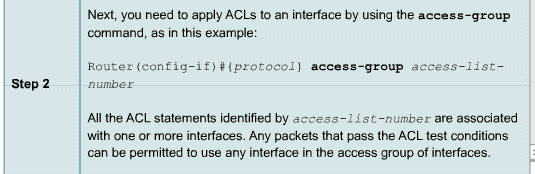 Next, you need to apply ACLs to an interface by using the access-group
command, as in this example:
Router(config-if)#{protocol} access-group access-list-
number
Step 2
All the ACL statements identified by access-list-number are associated
with one or more interfaces. Any packets that pass the ACL test conditions
can be permitted to use any interface in the access group of interfaces.